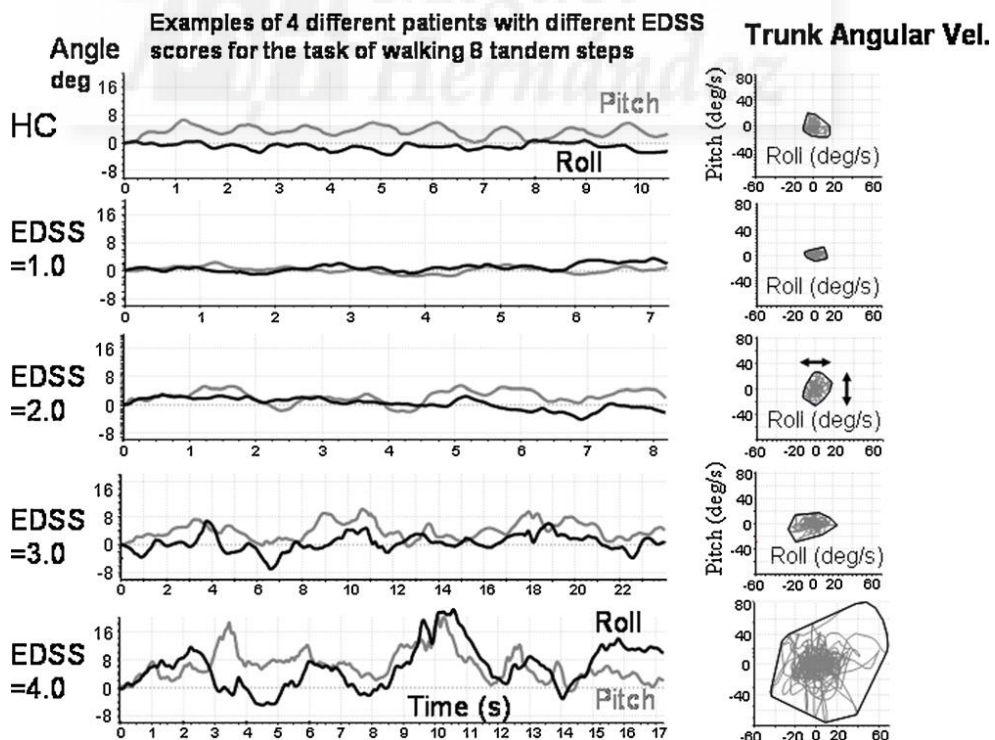 Hernández
Examples of 4 different patients with different EDSS
scores for the task of walking 8 tandem steps
Trunk Angular Vel.
Angle
deg
HC
16
8
0
-8
Pitch
Roll
0 1 2 3 4 5 6 7 8 9 10
Pitch (deg/s)
80
40
0
-40
Roll (deg/s)
-60 -20 0 20 60
EDSS
=1.0
16
8
0
-8
0 1 2 3 4 5 6 7
80
40
0
-40
Roll (deg/s)
-60 -20 0 20 60
EDSS
=2.0
16
8
0
-8
0 1 2 3 4 5 6 7 8
80
40
0
-40
Roll (deg/s)
-60 -20 0 20 60
EDSS
=3.0
16
8
0
-8
0 2 4 6 8 10 12 14 16 18 20 22
Pitch (deg/s)
80
40
0
-40
Roll (deg/s)
-60 -20 0 20 60
EDSS
=4.0
16
8
0
-8
Roll
Pitch
Time (s)
0 1 2 3 4 5 6 7 8 9 10 11 12 13 14 15 16 17
80
40
0
-40
-60 -20 0 20 60